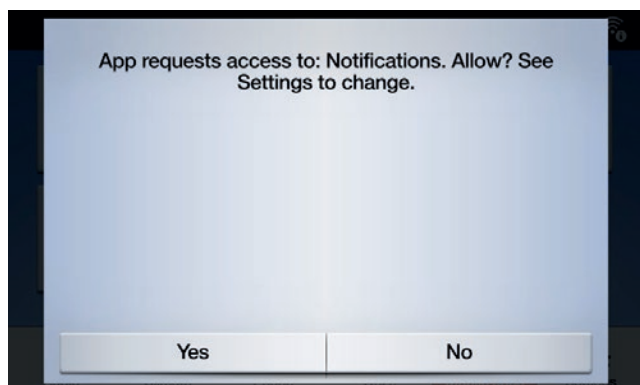 App requests access to: Notifications. Allow? See
Settings to change.
Yes
No